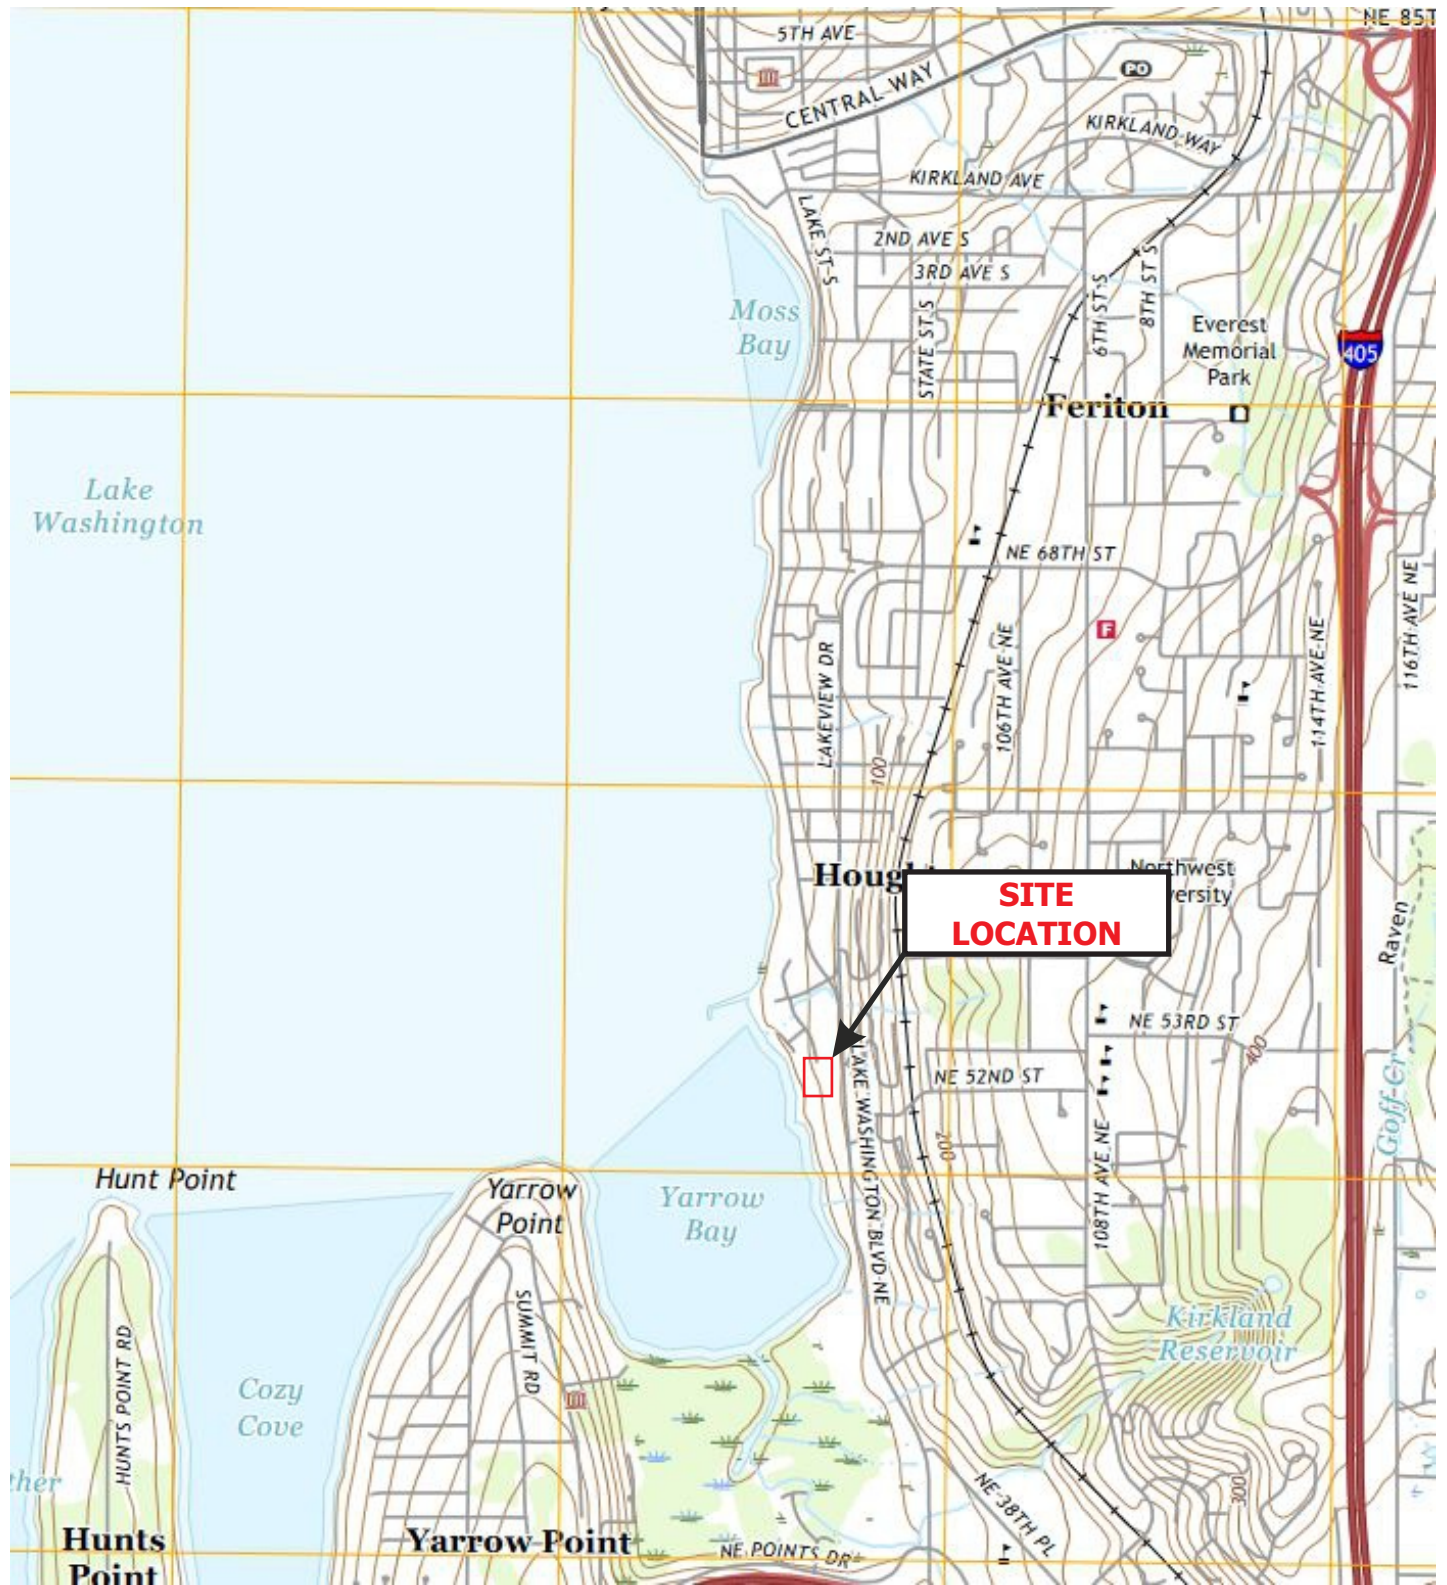 NE 85T
5TH AVE
PO
CENTRAL WAY
KIRKLAND WAY
KIRKLAND AVE
LAKE ST S
2ND AVE S
3RD AVE S
STATE ST S
6TH ST S
8TH ST S
Moss
Bay
Everest
Memorial
Park
405
Feriton
Lake
Washington
NE 68TH ST
F
116TH AVE NE
114TH AVE NE
106TH AVE NE
LAKEVIEW DR
100
Hough
Northwest
versity
SITE
LOCATION
Raven
NE 53RD ST
400
NE 52ND ST
LAKE WASHINGTON BLVD NE
Goff Cr
200
108TH AVE NE
Hunt Point
Yarrow
Point
Yarrow
Bay
SUMMIT RD
HUNTS POINT RD
Kirkland
Reservoir
Cozy
Cove
ther
300
NE 38TH PL
Hunts
Point
Yarrow Point
NE POINTS DR